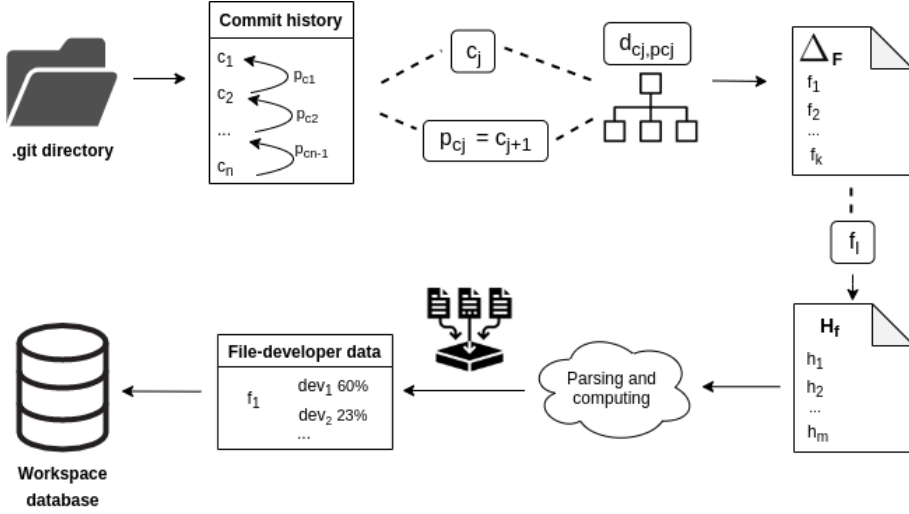 Commit history
c1
pc1
c2
pc2
...
pcn-1
cn
.git directory
cj
pcj = cj+1
dcj,pcj
ΔF
f1
f2
...
fk
fl
Hf
h1
h2
...
hm
Parsing and
computing
File-developer data
f1
dev1 60%
dev2 23%
...
Workspace
database